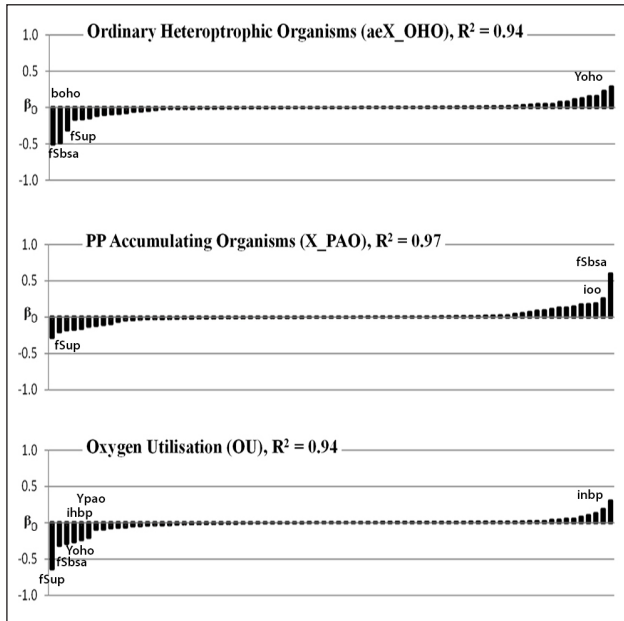 Ordinary Heteroptrophic Organisms (aeX_OHO), R² = 0.94
1.0
0.5
βo
-0.5
-1.0
boho
fSup
fSbsa
Yoho
PP Accumulating Organisms (X_PAO), R² = 0.97
1.0
0.5
βo
-0.5
-1.0
fSup
fSbsa
ioo
Oxygen Utilisation (OU), R² = 0.94
1.0
0.5
βo
-0.5
-1.0
Ypao
ihbp
Yoho
fSbsa
fSup
inbp